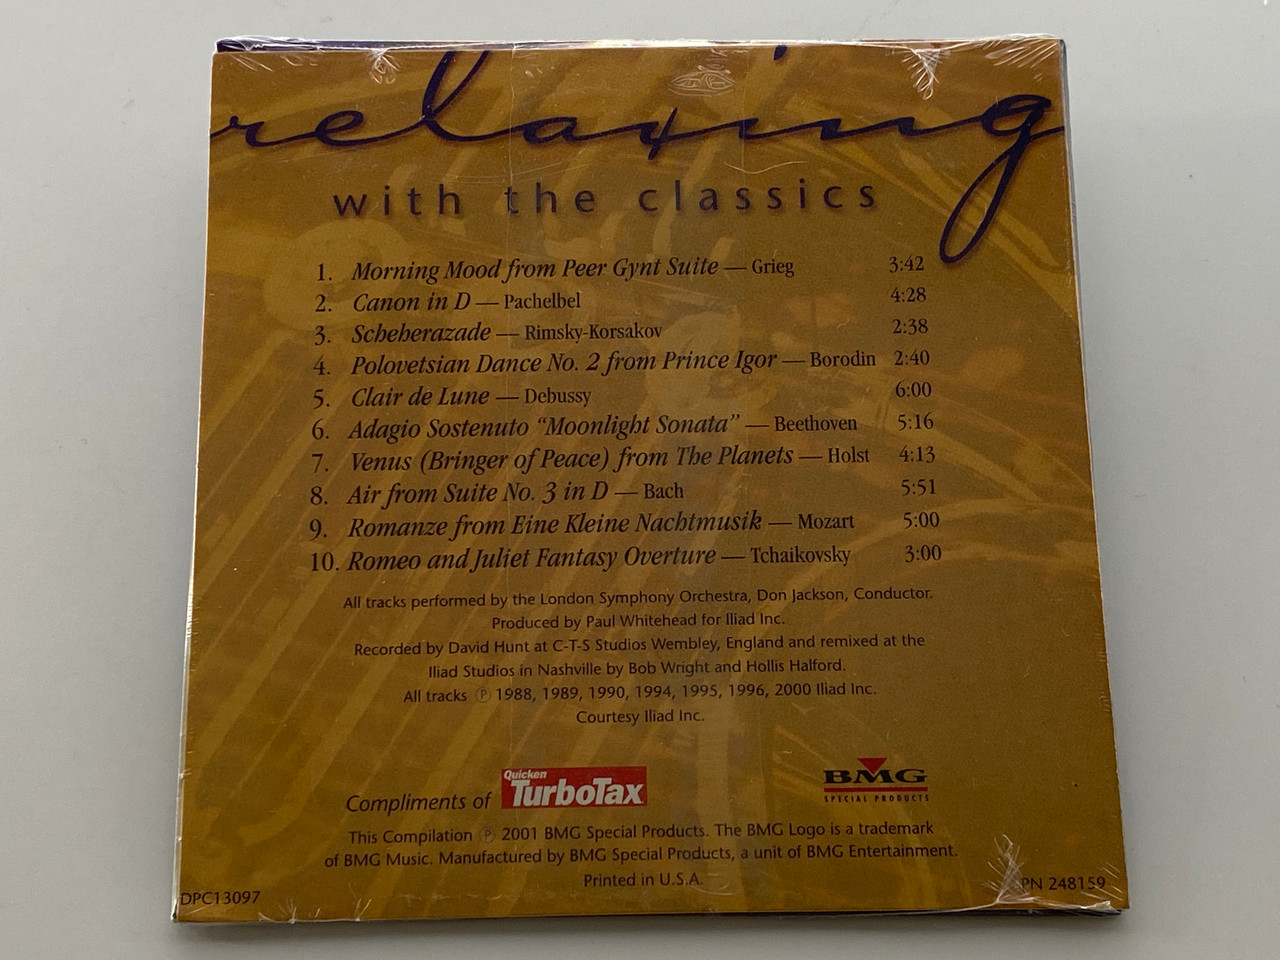 relaxing
with the classics
1. Morning Mood from Peer Gynt Suite — Grieg 3:42
2. Canon in D — Pachelbel 4:28
3. Scheherazade — Rimsky-Korsakov 2:38
4. Polovetsian Dance No. 2 from Prince Igor — Borodin 2:40
5. Clair de Lune — Debussy 6:00
6. Adagio Sostenuto “Moonlight Sonata” — Beethoven 5:16
7. Venus (Bringer of Peace) from The Planets — Holst 4:13
8. Air from Suite No. 3 in D — Bach 5:51
9. Romanze from Eine Kleine Nachtmusik — Mozart 5:00
10. Romeo and Juliet Fantasy Overture — Tchaikovsky 3:00
All tracks performed by the London Symphony Orchestra, Don Jackson, Conductor.
Produced by Paul Whitehead for Iliad Inc.
Recorded by David Hunt at C-T-S Studios Wembley, England and remixed at the
Iliad Studios in Nashville by Bob Wright and Hollis Halford.
All tracks ℗ 1988, 1989, 1990, 1994, 1995, 1996, 2000 Iliad Inc.
Courtesy Iliad Inc.
Compliments of Quicken TurboTax
BMG
SPECIAL PRODUCTS
This Compilation ℗ 2001 BMG Special Products. The BMG Logo is a trademark
of BMG Music. Manufactured by BMG Special Products, a unit of BMG Entertainment.
Printed in U.S.A.
DPC13097
PN 248159